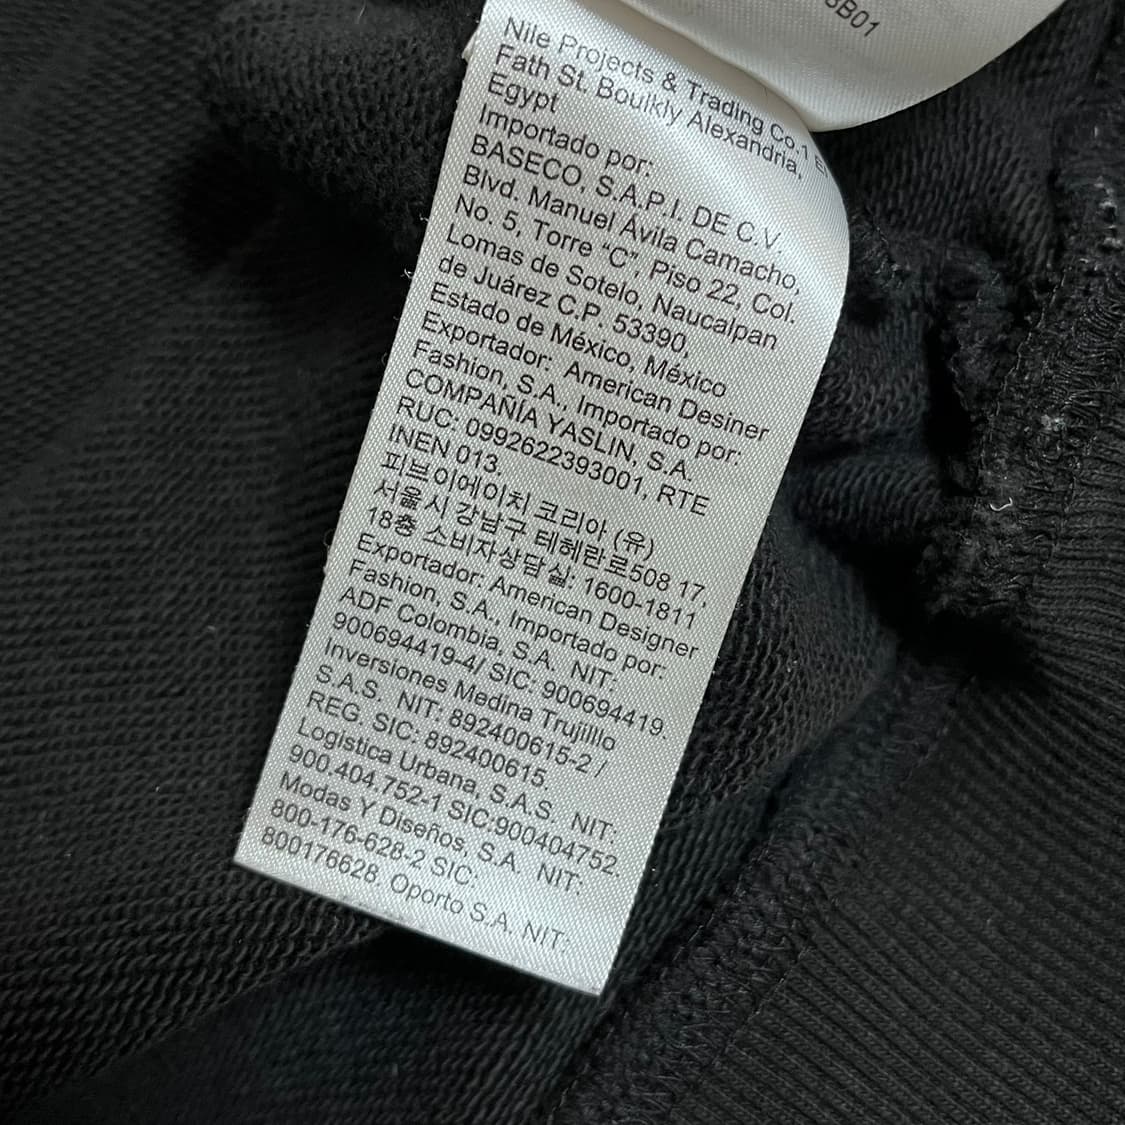 3B01
Nile Projects & Trading Co.1 El
Fath St. Boulkly Alexandria,
Egypt
Importado por:
BASECO, S.A.P.I. DE C.V.
Blvd. Manuel Ávila Camacho,
No. 5, Torre “C”, Piso 22, Col.
Lomas de Sotelo, Naucalpan
de Juárez C.P. 53390,
Estado de México, México
Exportador: American Desiner
Fashion, S.A., Importado por:
COMPAÑÍA YASLIN, S.A.
RUC: 0992622393001, RTE
INEN 013.
피브이에이치 코리아 (유)
서울시 강남구 테헤란로508 17,
18층 소비자상담실: 1600-1811
Exportador: American Designer
Fashion, S.A., Importado por:
ADF Colombia, S.A. NIT:
900694419-4/ SIC: 900694419.
Inversiones Medina Trujilllo
S.A.S. NIT: 892400615-2 /
REG. SIC: 892400615.
Logistica Urbana, S.A.S. NIT:
900.404.752-1 SIC:900404752.
Modas Y Diseños, S.A. NIT:
800-176-628-2 SIC:
800176628. Oporto S.A. NIT: